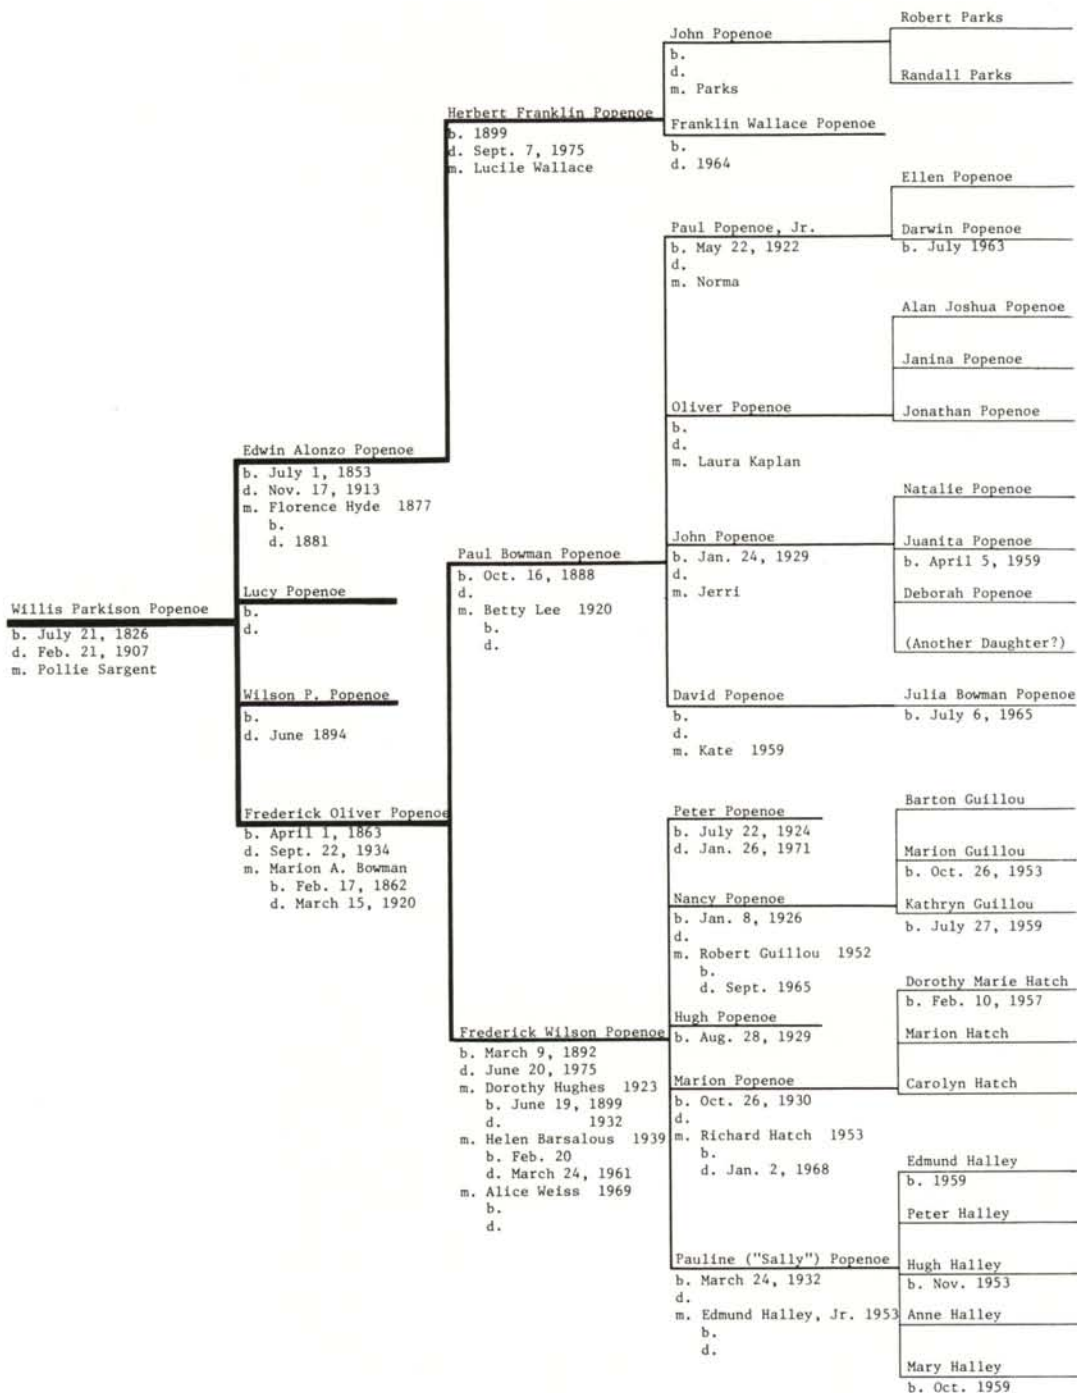 Willis Parkison Popenoe
b. July 21, 1826
d. Feb. 21, 1907
m. Pollie Sargent
Edwin Alonzo Popenoe
b. July 1, 1853
d. Nov. 17, 1913
m. Florence Hyde 1877
b.
d. 1881
Lucy Popenoe
b.
d.
Wilson P. Popenoe
b.
d. June 1894
Frederick Oliver Popenoe
b. April 1, 1863
d. Sept. 22, 1934
m. Marion A. Bowman
b. Feb. 17, 1862
d. March 15, 1920
Herbert Franklin Popenoe
b. 1899
d. Sept. 7, 1975
m. Lucile Wallace
Paul Bowman Popenoe
b. Oct. 16, 1888
d.
m. Betty Lee 1920
b.
d.
Frederick Wilson Popenoe
b. March 9, 1892
d. June 20, 1975
m. Dorothy Hughes 1923
b. June 19, 1899
d. 1932
m. Helen Barsalous 1939
b. Feb. 20
d. March 24, 1961
m. Alice Weiss 1969
b.
d.
John Popenoe
b.
d.
m. Parks
Franklin Wallace Popenoe
b.
d. 1964
Paul Popenoe, Jr.
b. May 22, 1922
d.
m. Norma
Oliver Popenoe
b.
d.
m. Laura Kaplan
John Popenoe
b. Jan. 24, 1929
d.
m. Jerri
David Popenoe
b.
d.
m. Kate 1959
Peter Popenoe
b. July 22, 1924
d. Jan. 26, 1971
Nancy Popenoe
b. Jan. 8, 1926
d.
m. Robert Guillou 1952
b.
d. Sept. 1965
Hugh Popenoe
b. Aug. 28, 1929
Marion Popenoe
b. Oct. 26, 1930
d.
m. Richard Hatch 1953
b.
d. Jan. 2, 1968
Pauline ("Sally") Popenoe
b. March 24, 1932
d.
m. Edmund Halley, Jr. 1953
b.
d.
Robert Parks
Randall Parks
Ellen Popenoe
Darwin Popenoe
b. July 1963
Alan Joshua Popenoe
Janina Popenoe
Jonathan Popenoe
Natalie Popenoe
Juanita Popenoe
b. April 5, 1959
Deborah Popenoe
(Another Daughter?)
Julia Bowman Popenoe
b. July 6, 1965
Barton Guillou
Marion Guillou
b. Oct. 26, 1953
Kathryn Guillou
b. July 27, 1959
Dorothy Marie Hatch
b. Feb. 10, 1957
Marion Hatch
Carolyn Hatch
Edmund Halley
b. 1959
Peter Halley
Hugh Halley
b. Nov. 1953
Anne Halley
Mary Halley
b. Oct. 1959